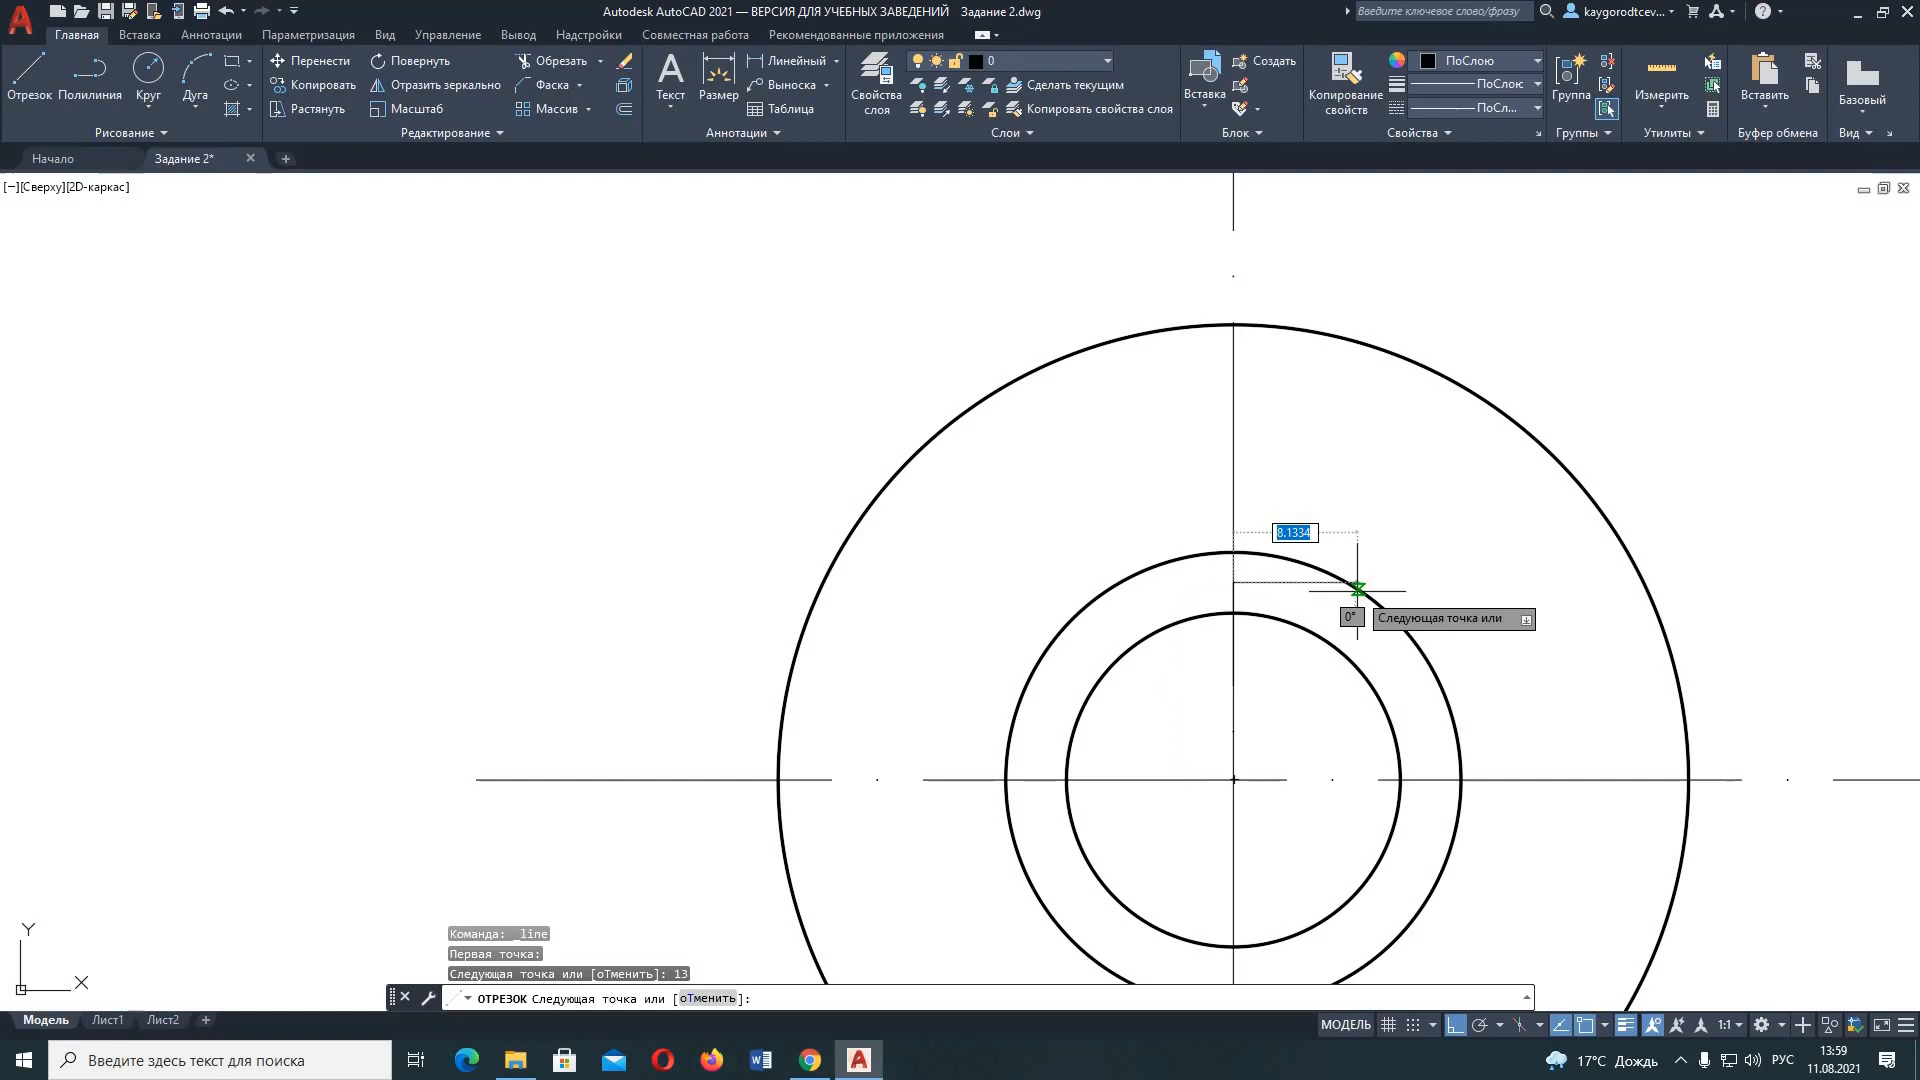 Autodesk AutoCAD 2021 — ВЕРСИЯ ДЛЯ УЧЕБНЫХ ЗАВЕДЕНИЙ Задание 2.dwg
Введите ключевое слово/фразу
kaygorodtcev...
Главная Вставка Аннотации Параметризация Вид Управление Вывод Надстройки Совместная работа Рекомендованные приложения
Отрезок Полилиния Круг Дуга
Рисование
Перенести Повернуть Обрезать
Копировать Отразить зеркально Фаска
Растянуть Масштаб Массив
Редактирование
Текст Размер
Линейный
Выноска
Таблица
Аннотации
Свойства слоя
0
Сделать текущим
Копировать свойства слоя
Слои
Вставка
Создать
Блок
Копирование свойств
ПоСлою
ПоСлою
ПоСл...
Свойства
Группа
Группы
Измерить
Утилиты
Вставить
Буфер обмена
Базовый
Вид
Начало Задание 2*
[−][Сверху][2D-каркас]
8.1334
0° Следующая точка или
Y
X
Команда: _line
Первая точка:
Следующая точка или [оТменить]: 13
ОТРЕЗОК Следующая точка или [оТменить]:
Модель Лист1 Лист2 +
МОДЕЛЬ 1:1
Введите здесь текст для поиска
17°C Дождь
РУС
13:59
11.08.2021